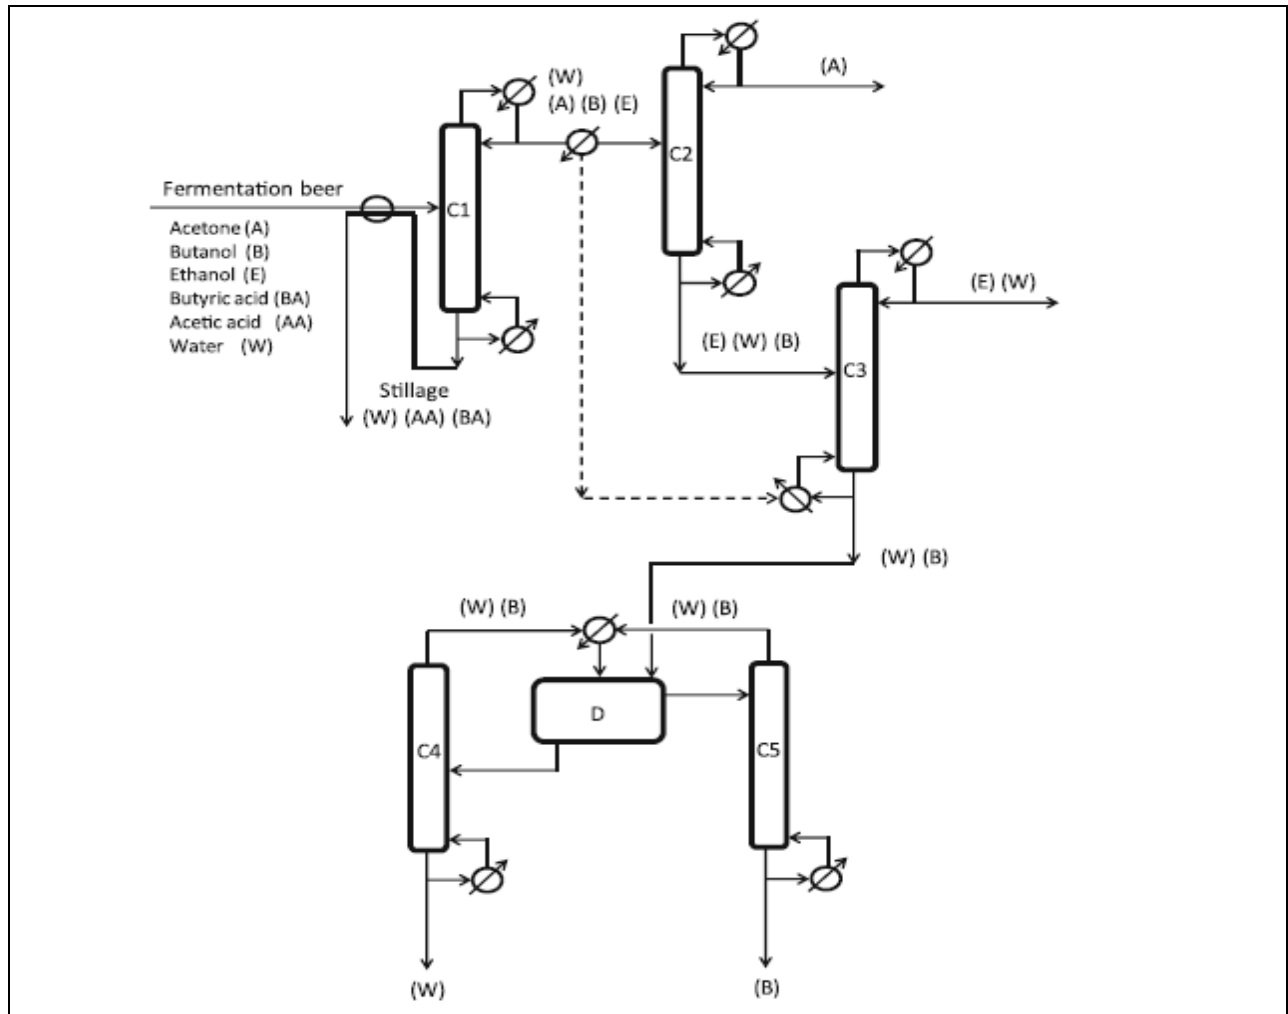 (W)
(A) (B) (E)
(A)
C2
Fermentation beer
C1
Acetone (A)
Butanol (B)
Ethanol (E)
Butyric acid (BA)
Acetic acid (AA)
Water (W)
(E) (W)
(E) (W) (B)
C3
Stillage
(W) (AA) (BA)
(W) (B)
(W) (B)
(W) (B)
D
C4
C5
(W)
(B)